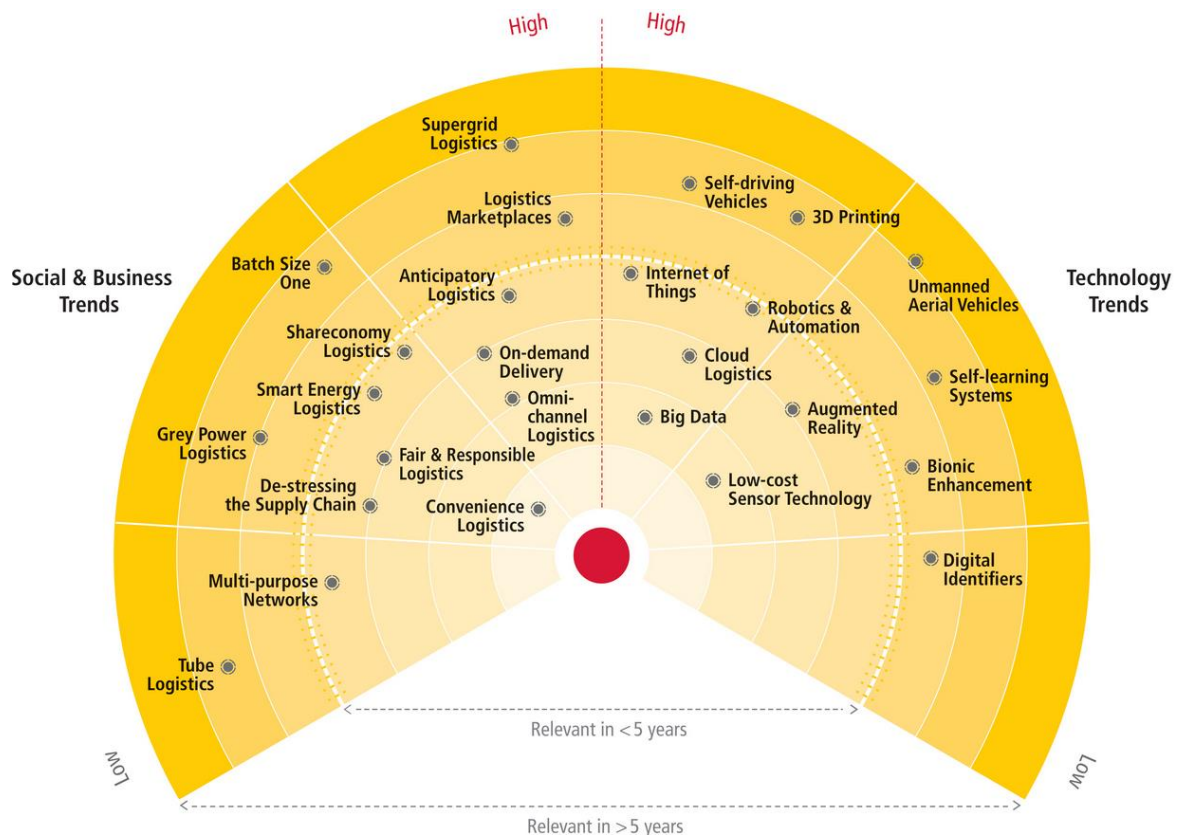 High
High
Supergrid
Logistics
Self-driving
Vehicles
Logistics
Marketplaces
3D Printing
Batch Size
One
Social & Business
Trends
Anticipatory
Logistics
Internet of
Things
Unmanned
Aerial Vehicles
Technology
Trends
Robotics &
Automation
Shareconomy
Logistics
On-demand
Delivery
Cloud
Logistics
Self-learning
Systems
Smart Energy
Logistics
Omni-
channel
Logistics
Big Data
Augmented
Reality
Grey Power
Logistics
Fair & Responsible
Logistics
Bionic
Enhancement
De-stressing
the Supply Chain
Convenience
Logistics
Low-cost
Sensor Technology
Multi-purpose
Networks
Digital
Identifiers
Tube
Logistics
Low
Low
Relevant in <5 years
Relevant in >5 years